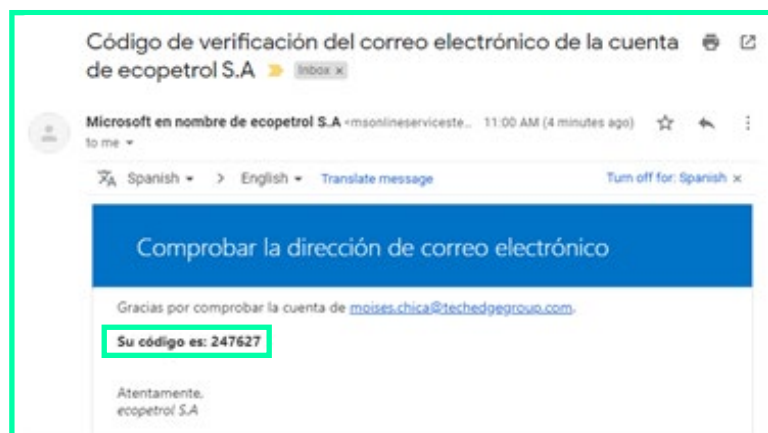 Código de verificación del correo electrónico de la cuenta
de ecopetrol S.A Inbox x
Microsoft en nombre de ecopetrol S.A <msonlineserviceste... 11:00 AM (4 minutes ago)
to me
Spanish > English Translate message Turn off for: Spanish x
Comprobar la dirección de correo electrónico
Gracias por comprobar la cuenta de moises.chica@techedgegroup.com.
Su código es: 247627
Atentamente,
ecopetrol S.A